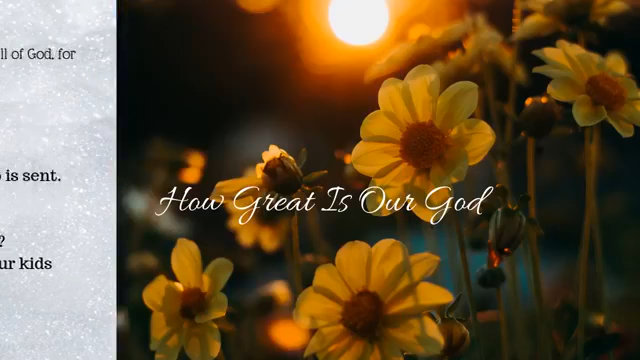 ll of God, for
is sent.
?
ur kids
How Great Is Our God